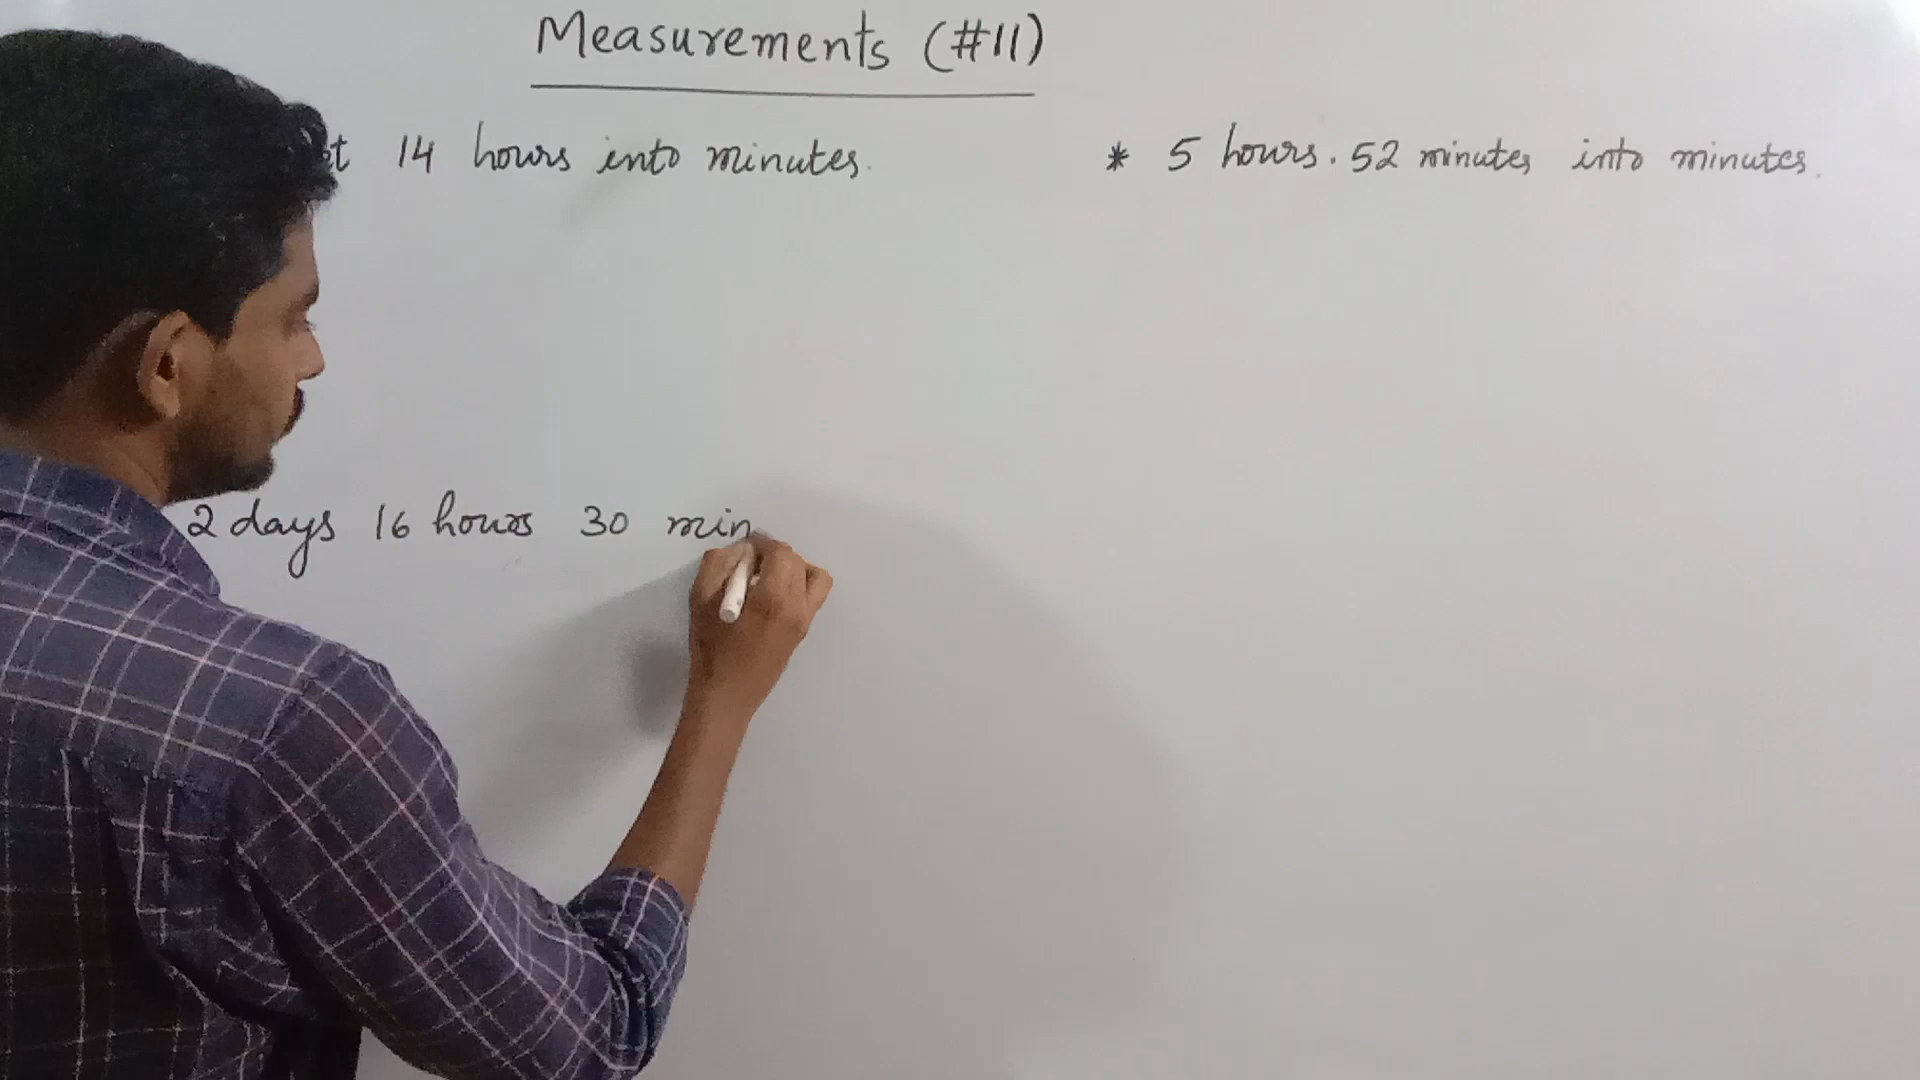 Measurements (#11)
14 hours into minutes.
* 5 hours. 52 minutes into minutes.
2 days 16 hours 30 min